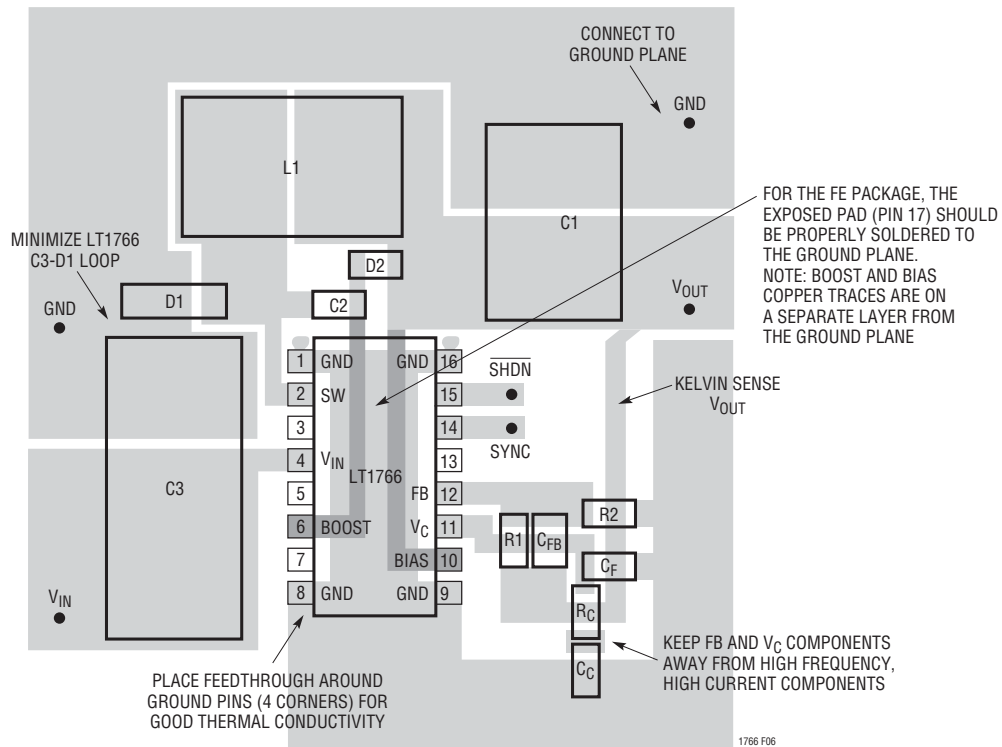 CONNECT TO
GROUND PLANE
GND
L1
C1
FOR THE FE PACKAGE, THE
EXPOSED PAD (PIN 17) SHOULD
BE PROPERLY SOLDERED TO
THE GROUND PLANE.
NOTE: BOOST AND BIAS
COPPER TRACES ARE ON
A SEPARATE LAYER FROM
THE GROUND PLANE
MINIMIZE LT1766
C3-D1 LOOP
D2
D1
C2
GND
VOUT
1 GND
GND 16
2 SW
15
SHDN
3
14
SYNC
4 VIN
13
KELVIN SENSE
VOUT
LT1766
C3
5
FB 12
6 BOOST
VC 11
R1
CFB
R2
7
BIAS 10
CF
8 GND
GND 9
VIN
RC
CC
KEEP FB AND VC COMPONENTS
AWAY FROM HIGH FREQUENCY,
HIGH CURRENT COMPONENTS
PLACE FEEDTHROUGH AROUND
GROUND PINS (4 CORNERS) FOR
GOOD THERMAL CONDUCTIVITY
1766 F06